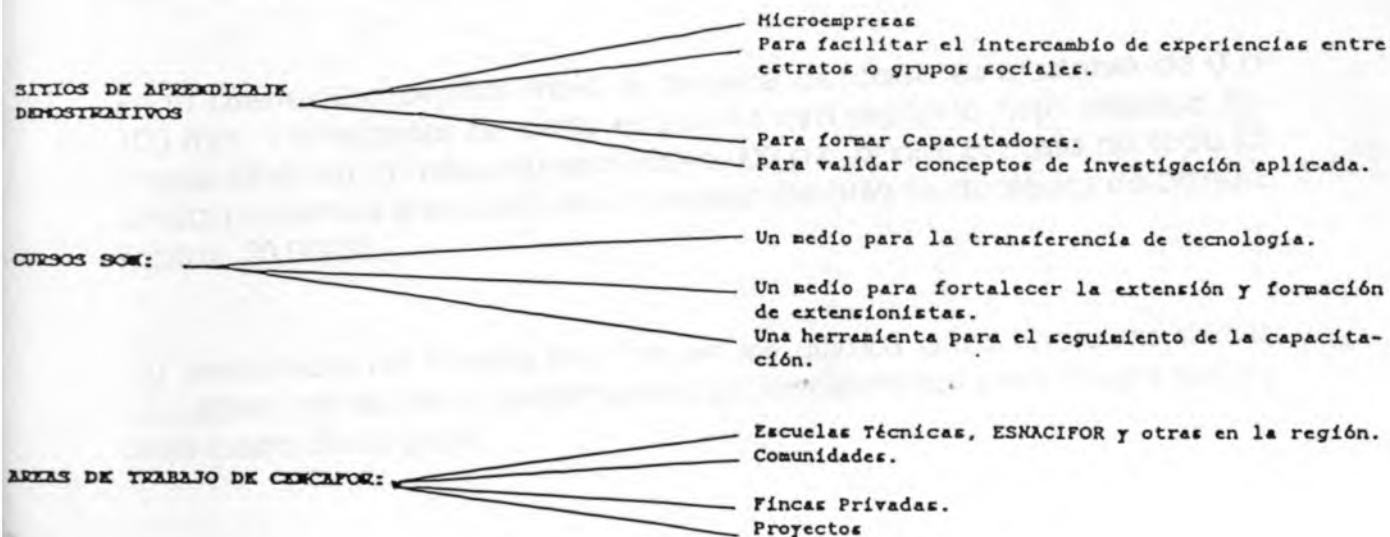 Microempresas
Para facilitar el intercambio de experiencias entre
estratos o grupos sociales.
SITIOS DE APRENDIZAJE
DEMOSTRATIVOS
Para formar Capacitadores.
Para validar conceptos de investigación aplicada.
CURSOS SON:
Un medio para la transferencia de tecnología.
Un medio para fortalecer la extensión y formación
de extensionistas.
Una herramienta para el seguimiento de la capacita-
ción.
AREAS DE TRABAJO DE CEMCAFOR:
Escuelas Técnicas, ESNACIFOR y otras en la región.
Comunidades.
Fincas Privadas.
Proyectos